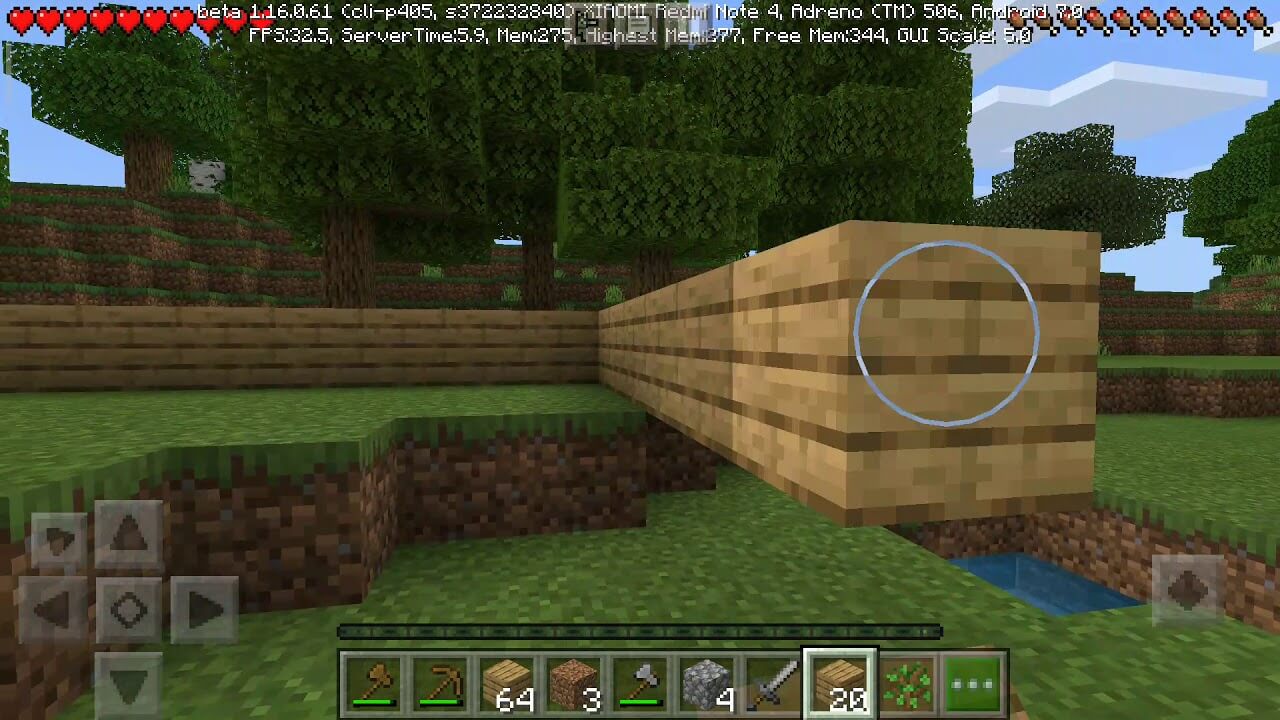 beta 1.16.0.61 (cli-p405, s372232840) XIAOMI Redmi Note 4, Adreno (TM) 506, Android 7.0
FPS:32.5, ServerTime:5.9, Mem:275, Highest Mem:377, Free Mem:344, GUI Scale: 5.0
64 3 4 20